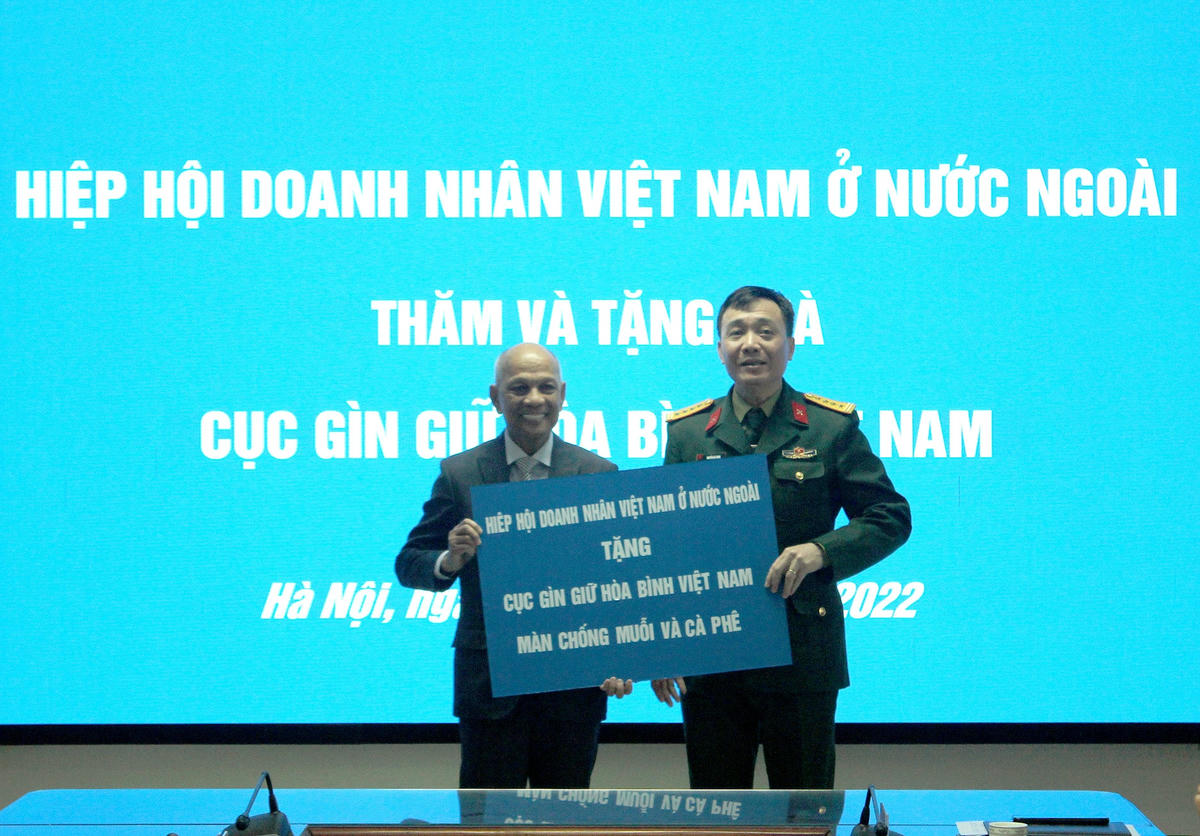 HIỆP HỘI DOANH NHÂN VIỆT NAM Ở NƯỚC NGOÀI
THĂM VÀ TẶNG
CỤC GÌN GIỮ HÒA NAM
Hà Nội, 2022
HIỆP HỘI DOANH NHÂN VIỆT NAM Ở NƯỚC NGOÀI
TẶNG
CỤC GÌN GIỮ HÒA BÌNH VIỆT NAM
MÀN CHỐNG MUỖI VÀ CÀ PHÊ